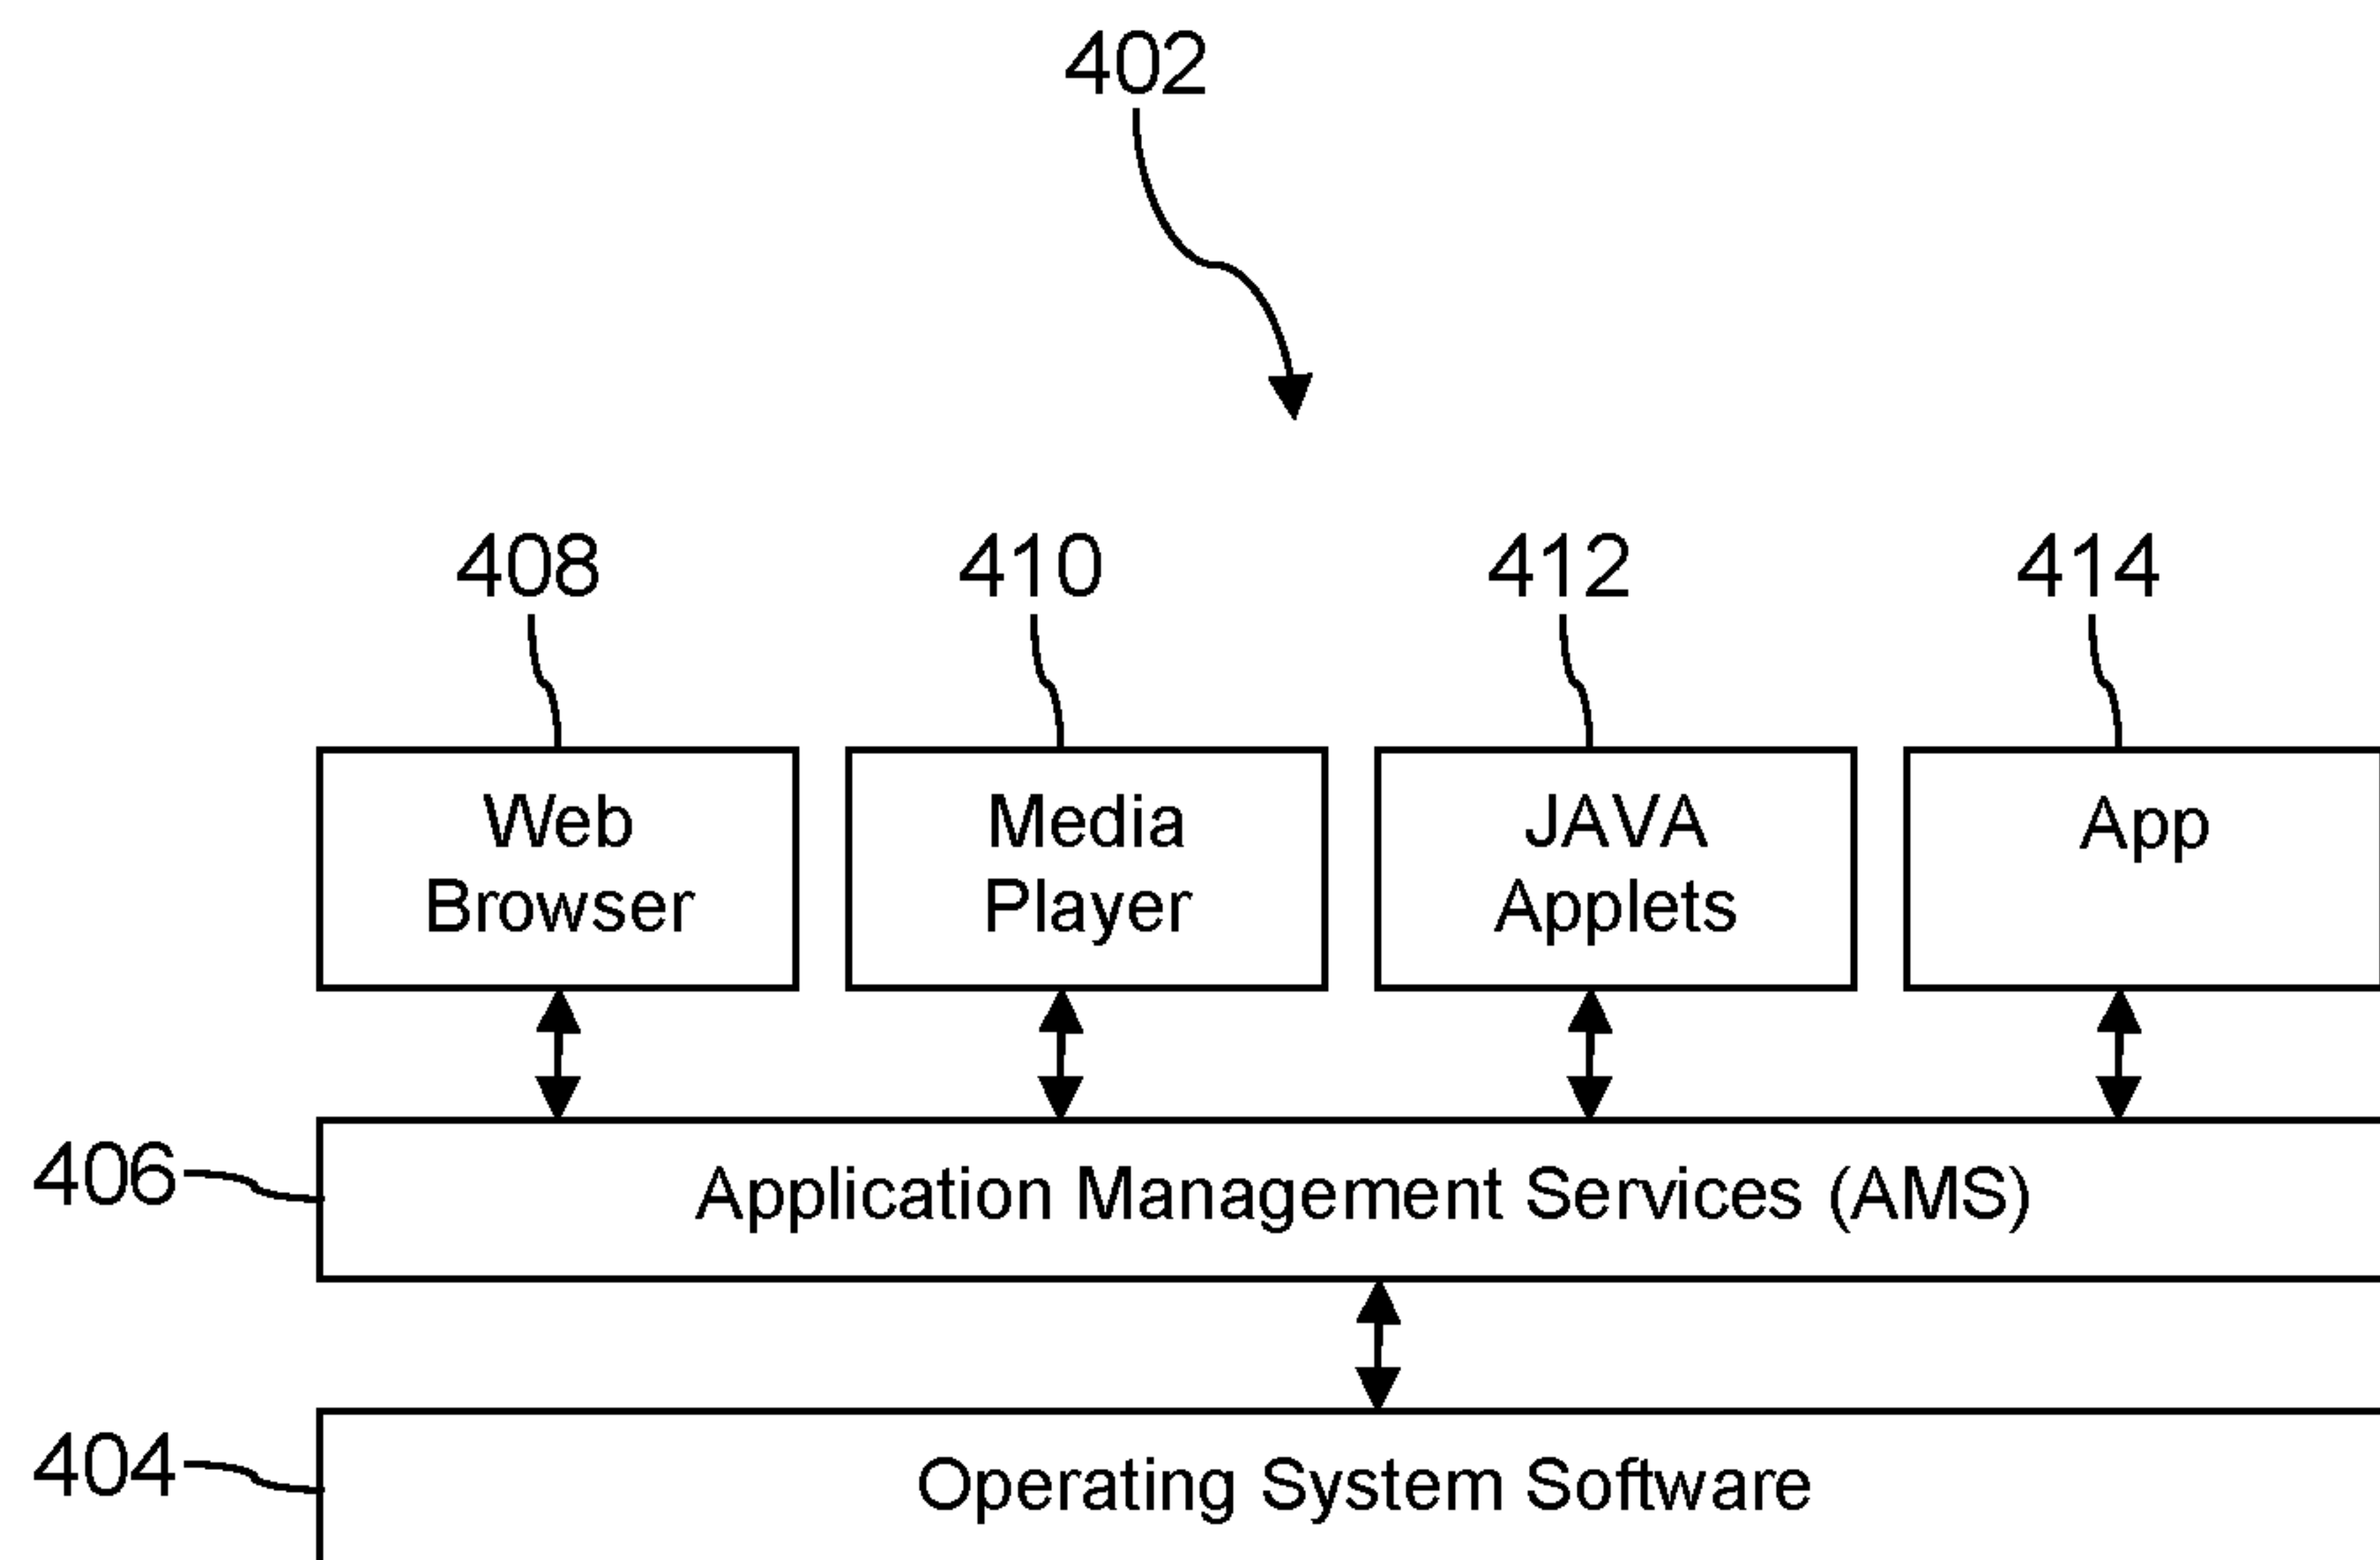 402
408
410
412
414
Web
Browser
Media
Player
JAVA
Applets
App
406
Application Management Services (AMS)
404
Operating System Software